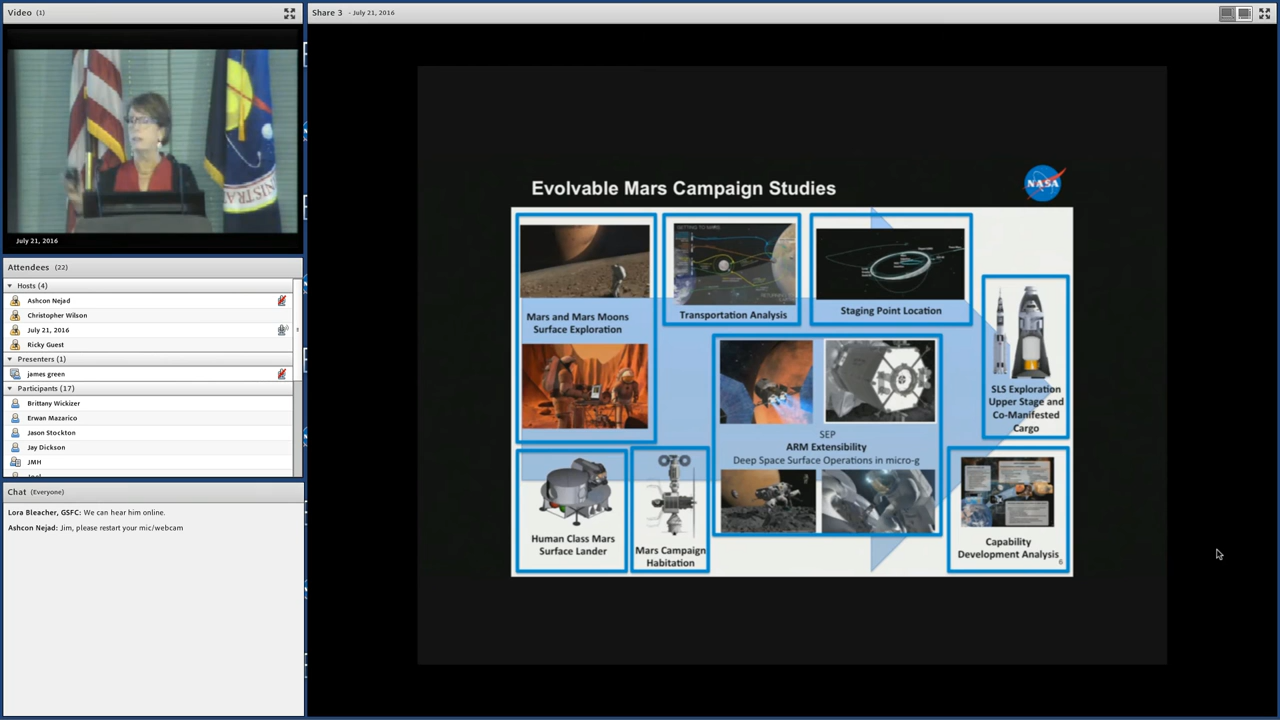 Video (1)
July 21, 2016
Attendees (22)
Hosts (4)
Ashcon Nejad
Christopher Wilson
July 21, 2016
Ricky Guest
Presenters (1)
james green
Participants (17)
Brittany Wickizer
Erwan Mazarico
Jason Stockton
Jay Dickson
JMH
Chat (Everyone)
Lora Bleacher, GSFC: We can hear him online.
Ashcon Nejad: Jim, please restart your mic/webcam
Share 3 - July 21, 2016
Evolvable Mars Campaign Studies
NASA
Mars and Mars Moons
Surface Exploration
GETTING TO MARS
Transportation Analysis
Staging Point Location
SLS Exploration
Upper Stage and
Co-Manifested
Cargo
SEP
ARM Extensibility
Deep Space Surface Operations in micro-g
Human Class Mars
Surface Lander
Mars Campaign
Habitation
Capability
Development Analysis
6